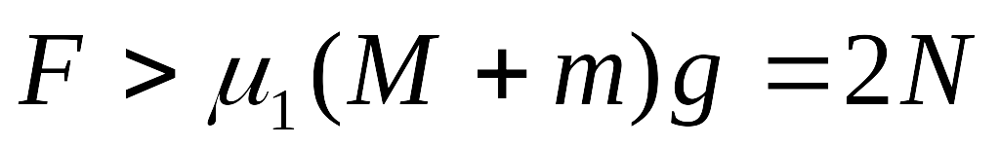 F > μ₁(M + m)g = 2N